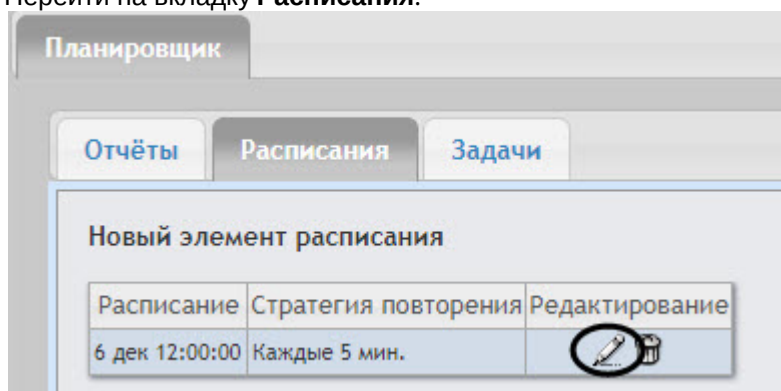 Перейти на вкладку Расписания.
Планировщик
Отчёты Расписания Задачи
Новый элемент расписания
Расписание Стратегия повторения Редактирование
6 дек 12:00:00 Каждые 5 мин.